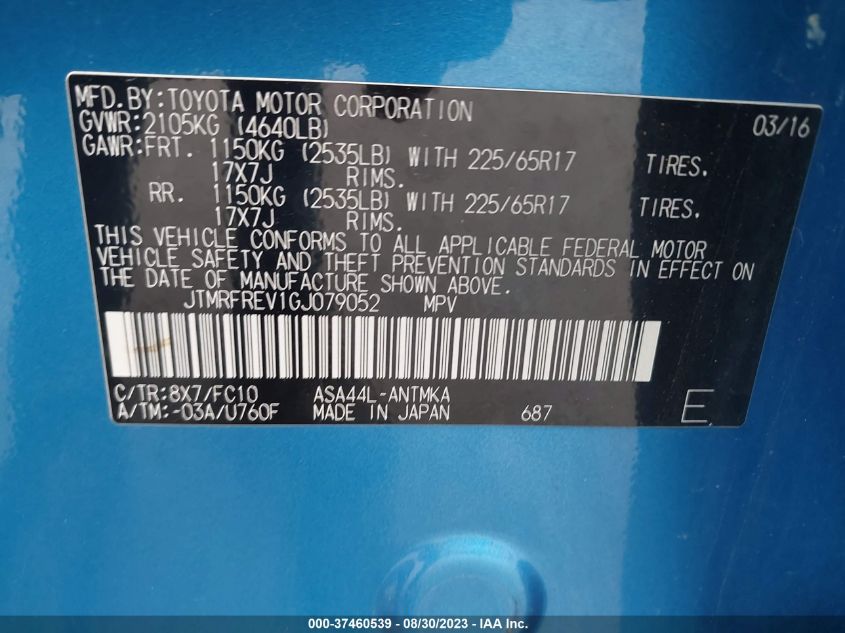 MFD.BY:TOYOTA MOTOR CORPORATION 03/16
GVWR:2105KG (4640LB)
GAWR:FRT. 1150KG (2535LB) WITH 225/65R17 TIRES.
17X7J RIMS.
RR. 1150KG (2535LB) WITH 225/65R17 TIRES.
17X7J RIMS.
THIS VEHICLE CONFORMS TO ALL APPLICABLE FEDERAL MOTOR
VEHICLE SAFETY AND THEFT PREVENTION STANDARDS IN EFFECT ON
THE DATE OF MANUFACTURE SHOWN ABOVE.
JTMRFREV1GJ079052 MPV
C/TR:8X7/FC10 ASA44L-ANTMKA
A/TM:-03A/U760F MADE IN JAPAN 687 E
000-37460539 - 08/30/2023 - IAA Inc.